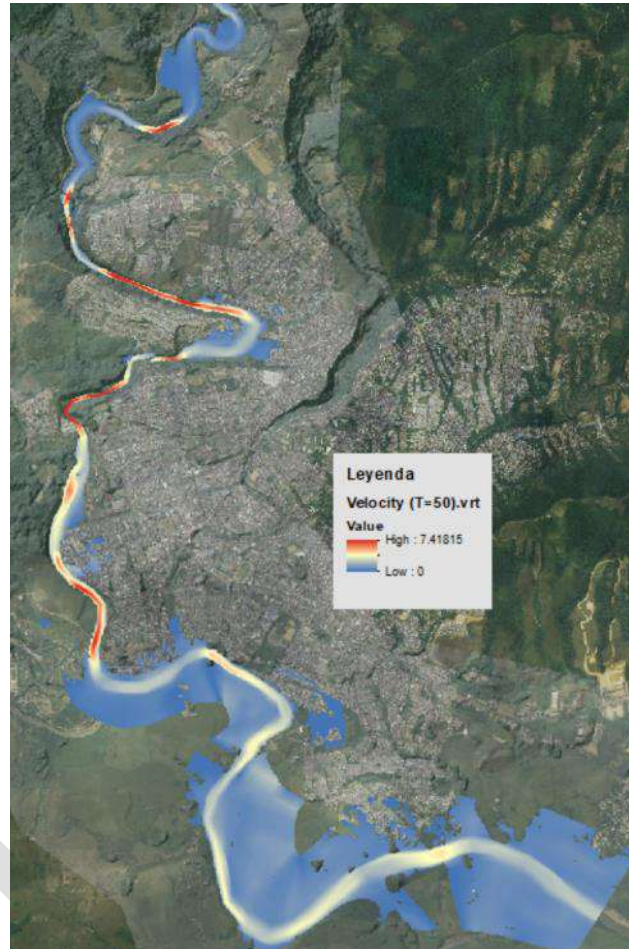 Leyenda
Velocity (T=50).vrt
Value
High : 7.41815
Low : 0